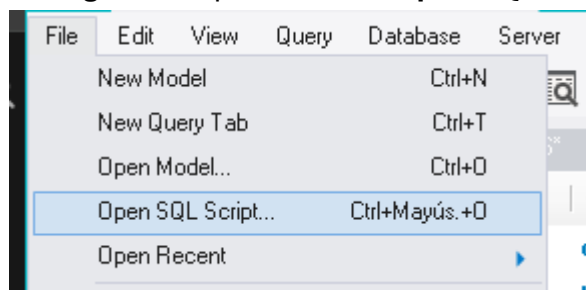 File Edit View Query Database Server
New Model Ctrl+N
New Query Tab Ctrl+T
Open Model... Ctrl+O
Open SQL Script... Ctrl+Mayús.+O
Open Recent